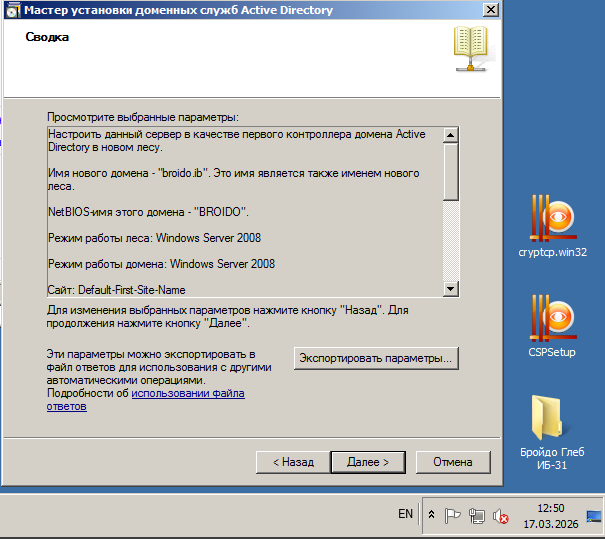 Мастер установки доменных служб Active Directory
Сводка
Просмотрите выбранные параметры:
Настроить данный сервер в качестве первого контроллера домена Active
Directory в новом лесу.
Имя нового домена - "broido.ib". Это имя является также именем нового
леса.
NetBIOS-имя этого домена - "BROIDO".
Режим работы леса: Windows Server 2008
Режим работы домена: Windows Server 2008
Сайт: Default-First-Site-Name
Для изменения выбранных параметров нажмите кнопку "Назад". Для
продолжения нажмите кнопку "Далее".
Эти параметры можно экспортировать в
файл ответов для использования с другими
автоматическими операциями.
Подробности об использовании файла
ответов
Экспортировать параметры...
< Назад
Далее >
Отмена
cryptcp.win32
CSPSetup
Бройдо Глеб
ИБ-31
EN
12:50
17.03.2026